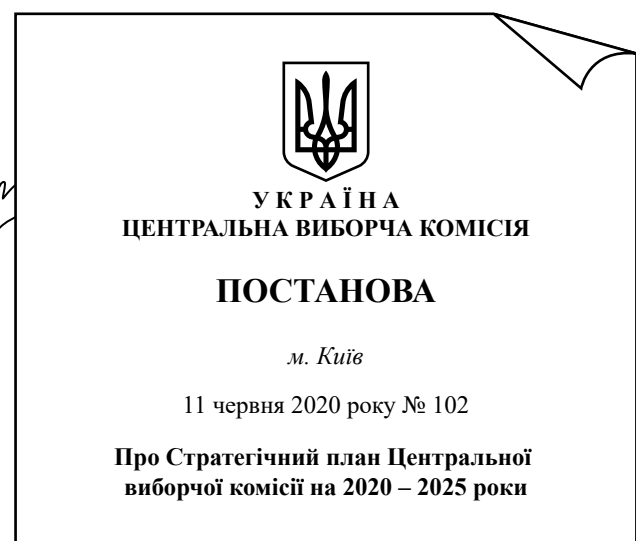 У К Р А Ї Н А
ЦЕНТРАЛЬНА ВИБОРЧА КОМІСІЯ
ПОСТАНОВА
м. Київ
11 червня 2020 року № 102
Про Стратегічний план Центральної
виборчої комісії на 2020 – 2025 роки